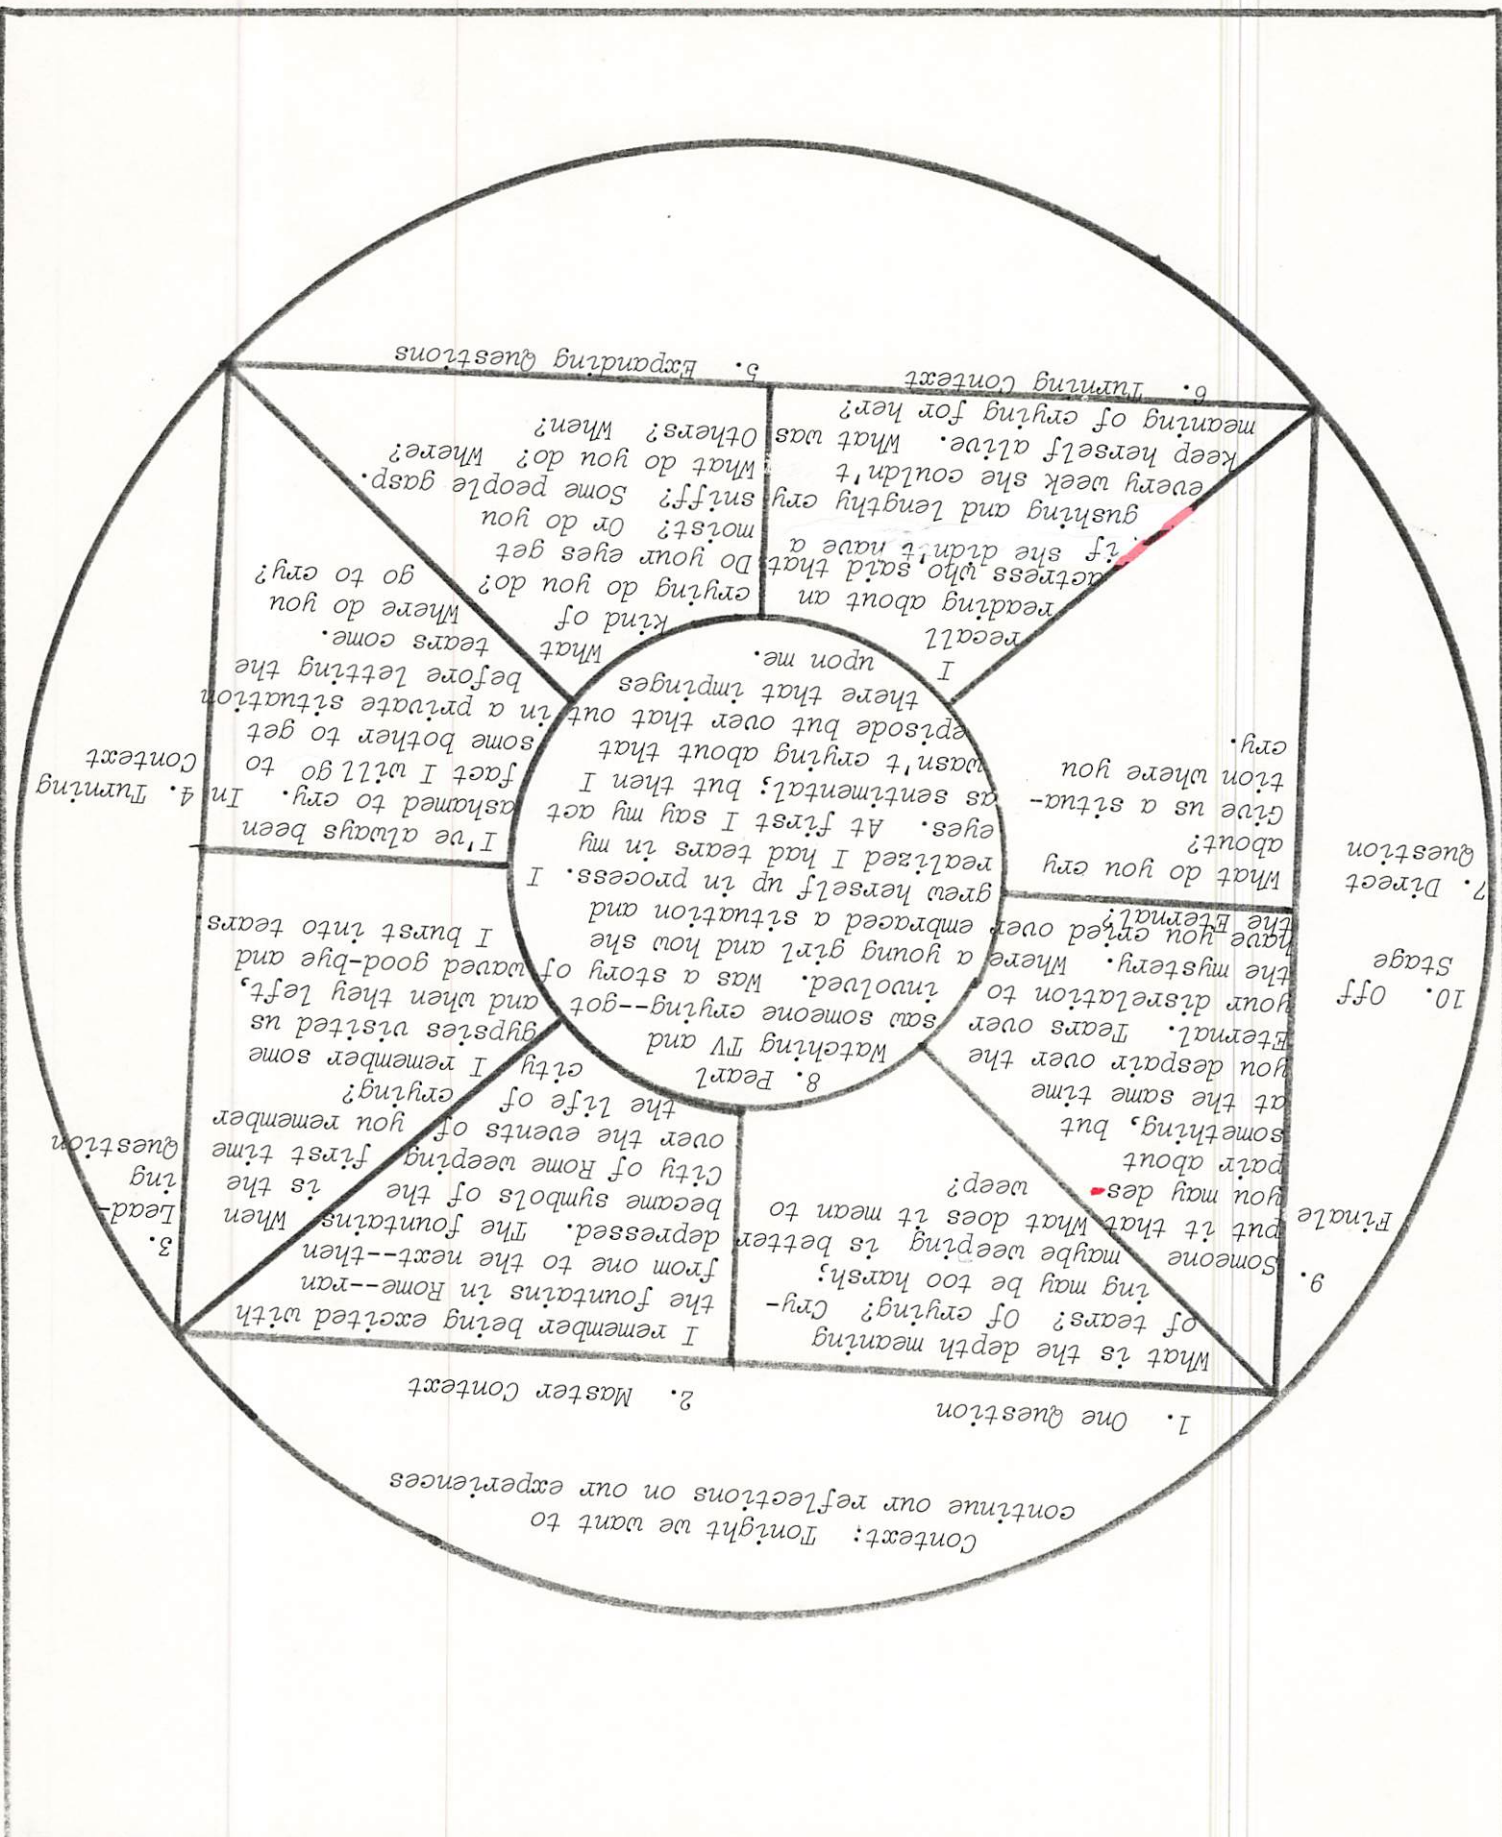 Context: Tonight we want to
continue our reflections on our experiences
1. One Question
What is the depth meaning
of tears? Of crying? Cry-
ing may be too harsh;
maybe weeping is better
What does it mean to
weep?
2. Master Context
I remember being excited with
the fountains in Rome--ran
from one to the next--then
depressed. The fountains
became symbols of the
City of Rome weeping
over the events of
the life of
city
3.
Lead-
ing
Question
When
is the
first time
you remember
crying?
I remember some
gypsies visited us
and when they left,
waved good-bye and
I burst into tears
4. Turning
Context
I've always been
ashamed to cry. In
fact I will go to
some bother to get
in a private situation
before letting the
tears come.
Where do you
go to cry?
5. Expanding Questions
What
kind of
crying do you do?
Do your eyes get
moist? Or do you
sniff? Some people gasp.
What do you do? Where?
Others? When?
6. Turning Context
I
recall
reading about an
actress who said that
if she didn't have a
gushing and lengthy cry
every week she couldn't
keep herself alive. What was
meaning of crying for her?
7. Direct
Question
What do you cry
about?
Give us a situa-
tion where you
cry.
8. Pearl
Watching TV and
saw someone crying--got
involved. Was a story of
a young girl and how she
embraced a situation and
grew herself up in process. I
realized I had tears in my
eyes. At first I say my act
as sentimental; but then I
wasn't crying about that
episode but over that out
there that impinges
upon me.
9.
Finale
Someone
put it that
you may des-
pair about
something, but
at the same time
you despair over the
Eternal. Tears over
your disrelation to
the mystery. Where
have you cried over
the Eternal?
10. Off
Stage